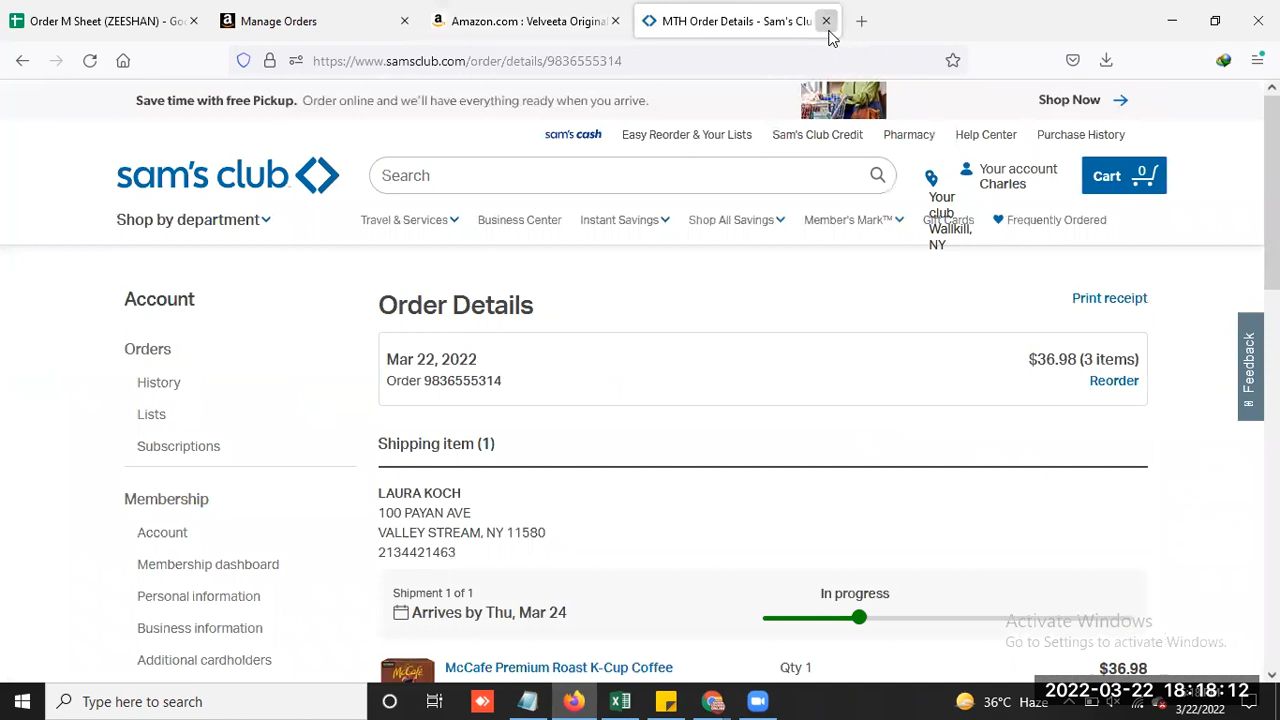 Order M Sheet (ZEESHAN) - Go
Manage Orders
Amazon.com : Velveeta Origina
MTH Order Details - Sam's Clu
https://www.samsclub.com/order/details/9836555314
Save time with free Pickup. Order online and we'll have everything ready when you arrive.
Shop Now
sam's cash
Easy Reorder & Your Lists
Sam's Club Credit
Pharmacy
Help Center
Purchase History
sam's club
Search
Your club Wallkill, NY
Your account
Charles
Cart 0
Shop by department
Travel & Services
Business Center
Instant Savings
Shop All Savings
Member's Mark™
Gift Cards
Frequently Ordered
Account
Orders
History
Lists
Subscriptions
Membership
Account
Membership dashboard
Personal information
Business information
Additional cardholders
Order Details
Print receipt
Mar 22, 2022
$36.98 (3 items)
Order 9836555314
Reorder
Shipping item (1)
LAURA KOCH
100 PAYAN AVE
VALLEY STREAM, NY 11580
2134421463
Shipment 1 of 1
Arrives by Thu, Mar 24
In progress
McCafe Premium Roast K-Cup Coffee
Qty 1
$36.98
Feedback
Activate Windows
Go to Settings to activate Windows.
Type here to search
36°C Haze
2022-03-22 18:18:12
3/22/2022